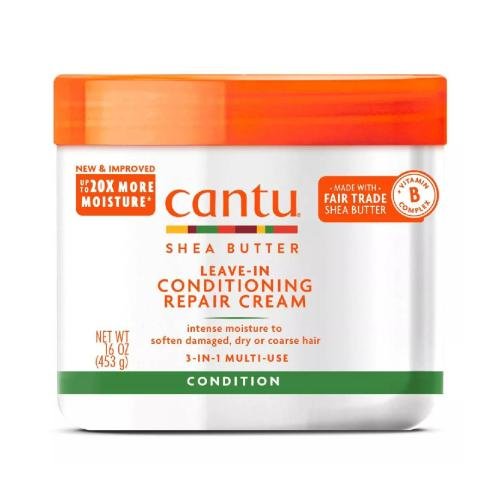 NEW & IMPROVED
UP TO 20X MORE
MOISTURE*
cantu®
SHEA BUTTER
• MADE WITH •
FAIR TRADE
SHEA BUTTER
• VITAMIN •
B
COMPLEX
LEAVE-IN
CONDITIONING
REPAIR CREAM
intense moisture to
soften damaged, dry or coarse hair
3-IN-1 MULTI-USE
NET WT
16 OZ
(453 g)
CONDITION